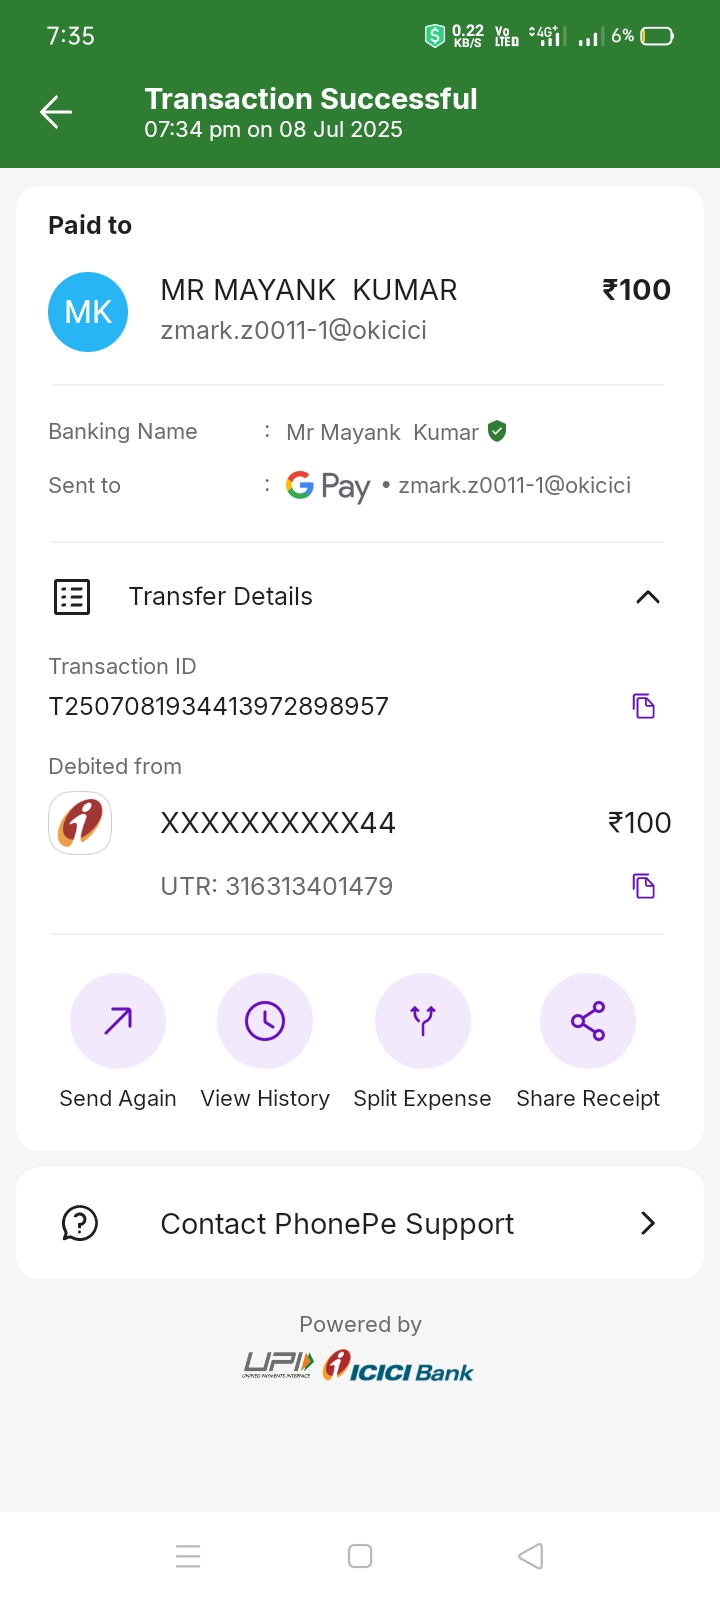 7:35
0.22 KB/S Vo LTED 4G+ 6%
Transaction Successful
07:34 pm on 08 Jul 2025
Paid to
MK
MR MAYANK  KUMAR ₹100
zmark.z0011-1@okicici
Banking Name : Mr Mayank  Kumar
Sent to : G Pay • zmark.z0011-1@okicici
Transfer Details
Transaction ID
T2507081934413972898957
Debited from
XXXXXXXXXX44 ₹100
UTR: 316313401479
Send Again View History Split Expense Share Receipt
Contact PhonePe Support
Powered by
UPI ICICI Bank
UNIFIED PAYMENTS INTERFACE